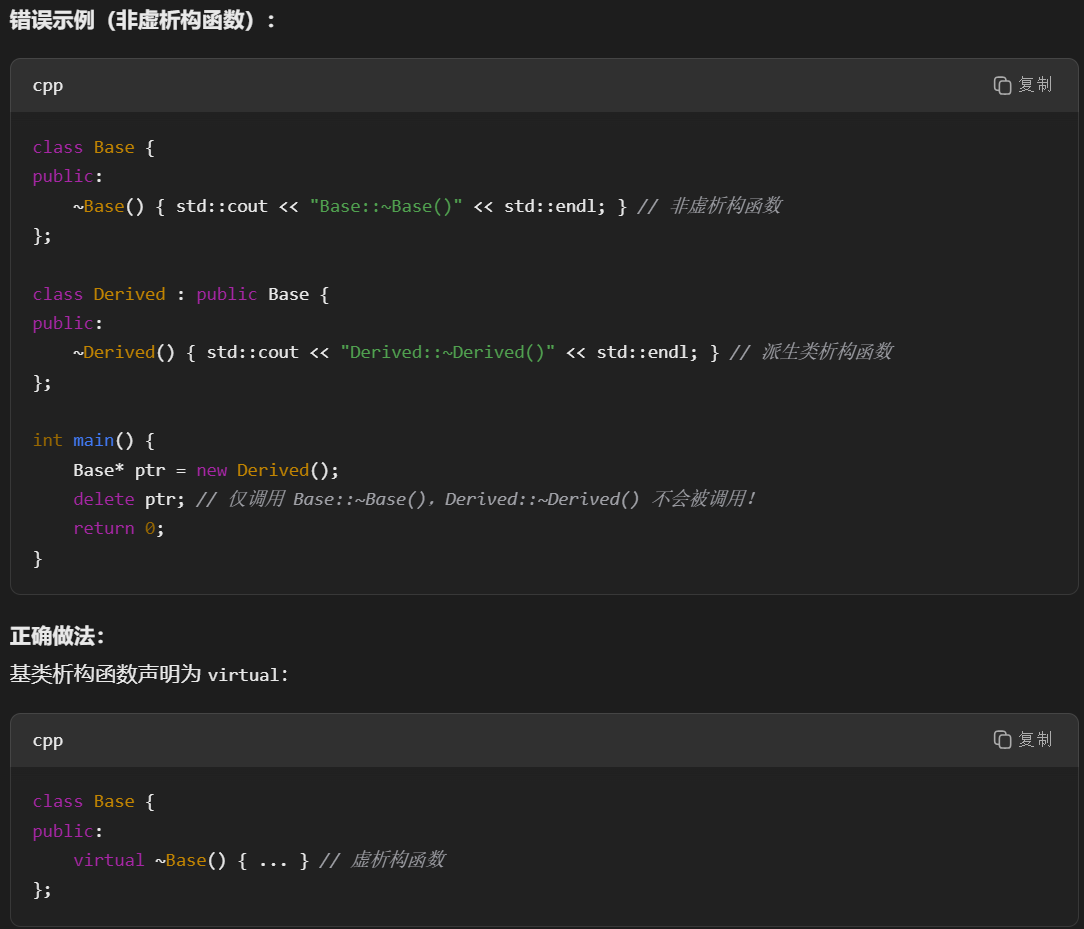 错误示例（非虚析构函数）:
cpp
复制
class Base {
public:
    ~Base() { std::cout << "Base::~Base()" << std::endl; } // 非虚析构函数
};
class Derived : public Base {
public:
    ~Derived() { std::cout << "Derived::~Derived()" << std::endl; } // 派生类析构函数
};
int main() {
    Base* ptr = new Derived();
    delete ptr; // 仅调用 Base::~Base()，Derived::~Derived() 不会被调用！
    return 0;
}
正确做法:
基类析构函数声明为 virtual:
cpp
复制
class Base {
public:
    virtual ~Base() { ... } // 虚析构函数
};